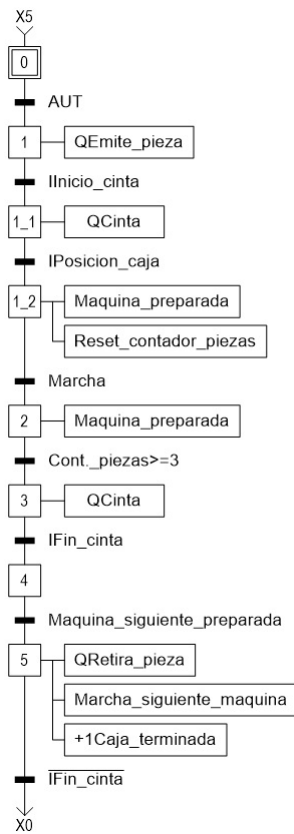 X5
0
AUT
1 QEmite_pieza
IInicio_cinta
1_1 QCinta
IPosicion_caja
1_2 Maquina_preparada
Reset_contador_piezas
Marcha
2 Maquina_preparada
Cont._piezas>=3
3 QCinta
IFin_cinta
4
Maquina_siguiente_preparada
5 QRetira_pieza
Marcha_siguiente_maquina
+1Caja_terminada
I̅F̅i̅n̅_̅c̅i̅n̅t̅a̅
X0